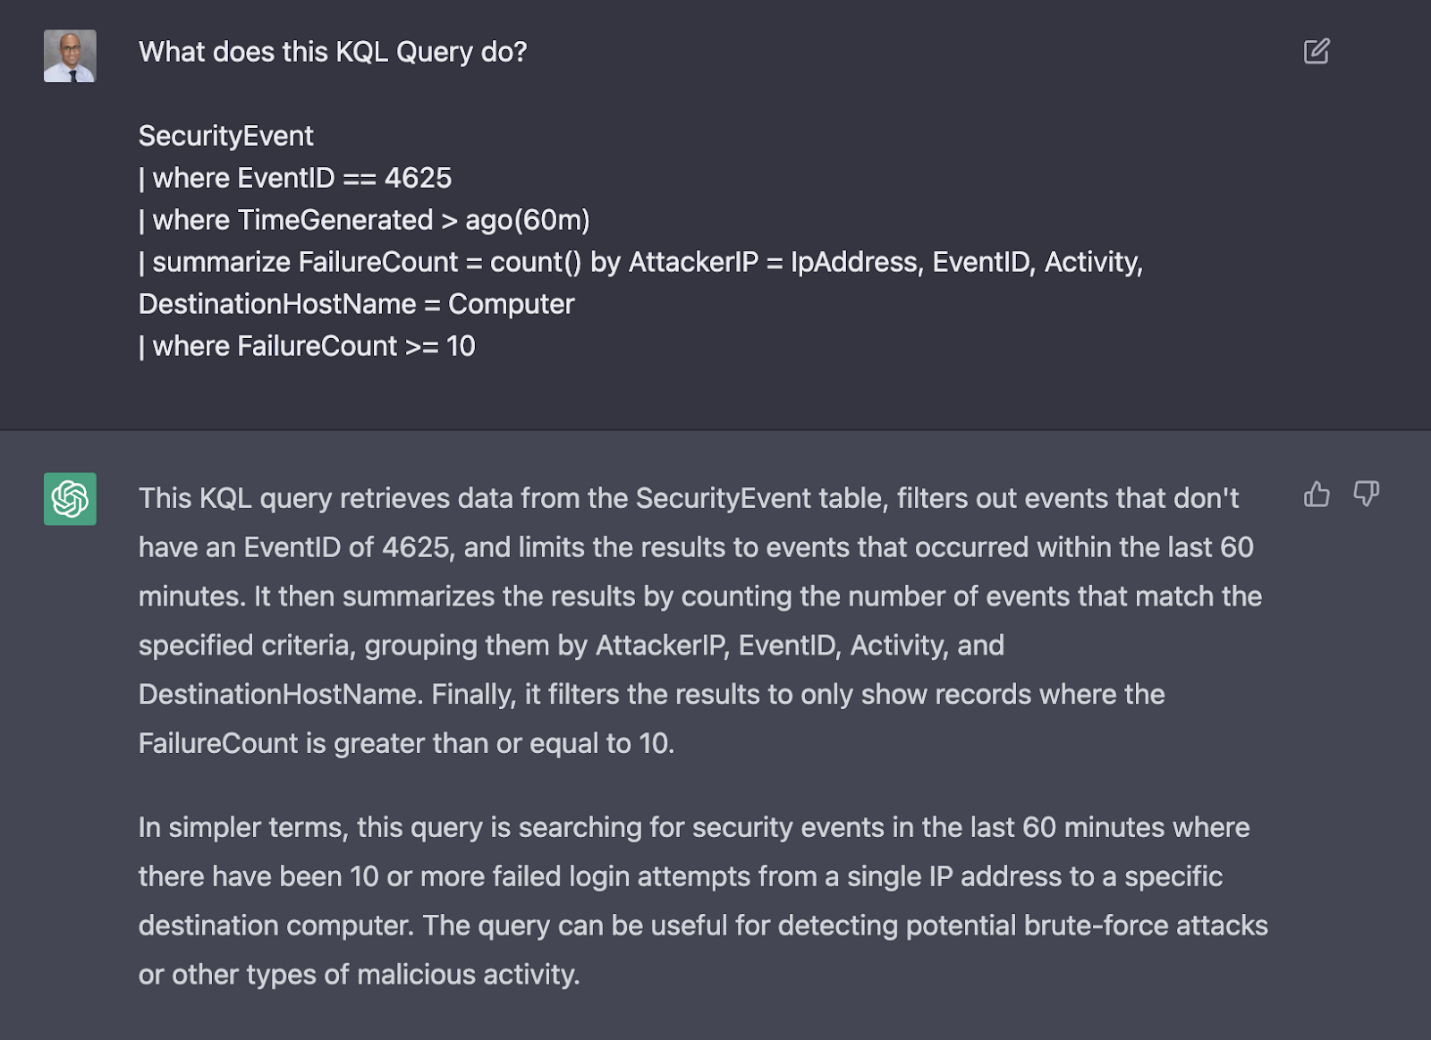 What does this KQL Query do?
SecurityEvent
| where EventID == 4625
| where TimeGenerated > ago(60m)
| summarize FailureCount = count() by AttackerIP = IpAddress, EventID, Activity,
DestinationHostName = Computer
| where FailureCount >= 10
This KQL query retrieves data from the SecurityEvent table, filters out events that don't
have an EventID of 4625, and limits the results to events that occurred within the last 60
minutes. It then summarizes the results by counting the number of events that match the
specified criteria, grouping them by AttackerIP, EventID, Activity, and
DestinationHostName. Finally, it filters the results to only show records where the
FailureCount is greater than or equal to 10.
In simpler terms, this query is searching for security events in the last 60 minutes where
there have been 10 or more failed login attempts from a single IP address to a specific
destination computer. The query can be useful for detecting potential brute-force attacks
or other types of malicious activity.